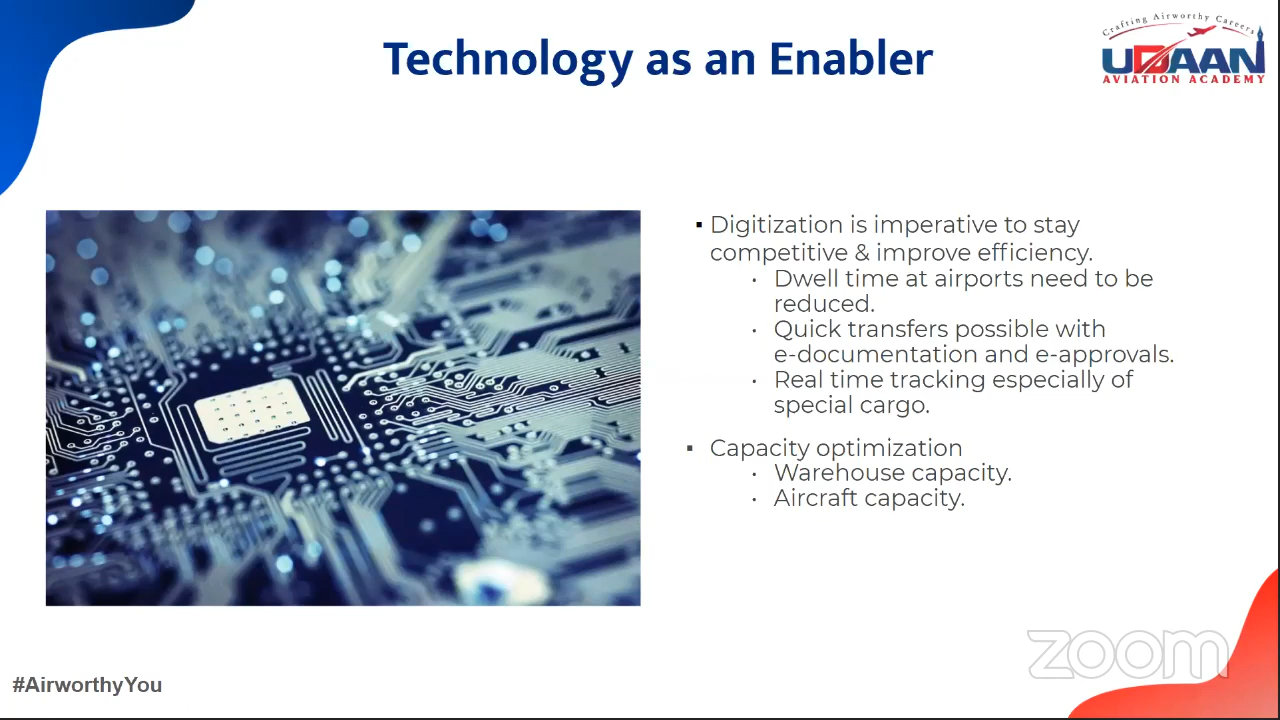 Technology as an Enabler
Crafting Airworthy Careers
UDAAN
AVIATION ACADEMY
▪ Digitization is imperative to stay
competitive & improve efficiency.
• Dwell time at airports need to be
reduced.
• Quick transfers possible with
e-documentation and e-approvals.
• Real time tracking especially of
special cargo.
▪ Capacity optimization
• Warehouse capacity.
• Aircraft capacity.
zoom
#AirworthyYou